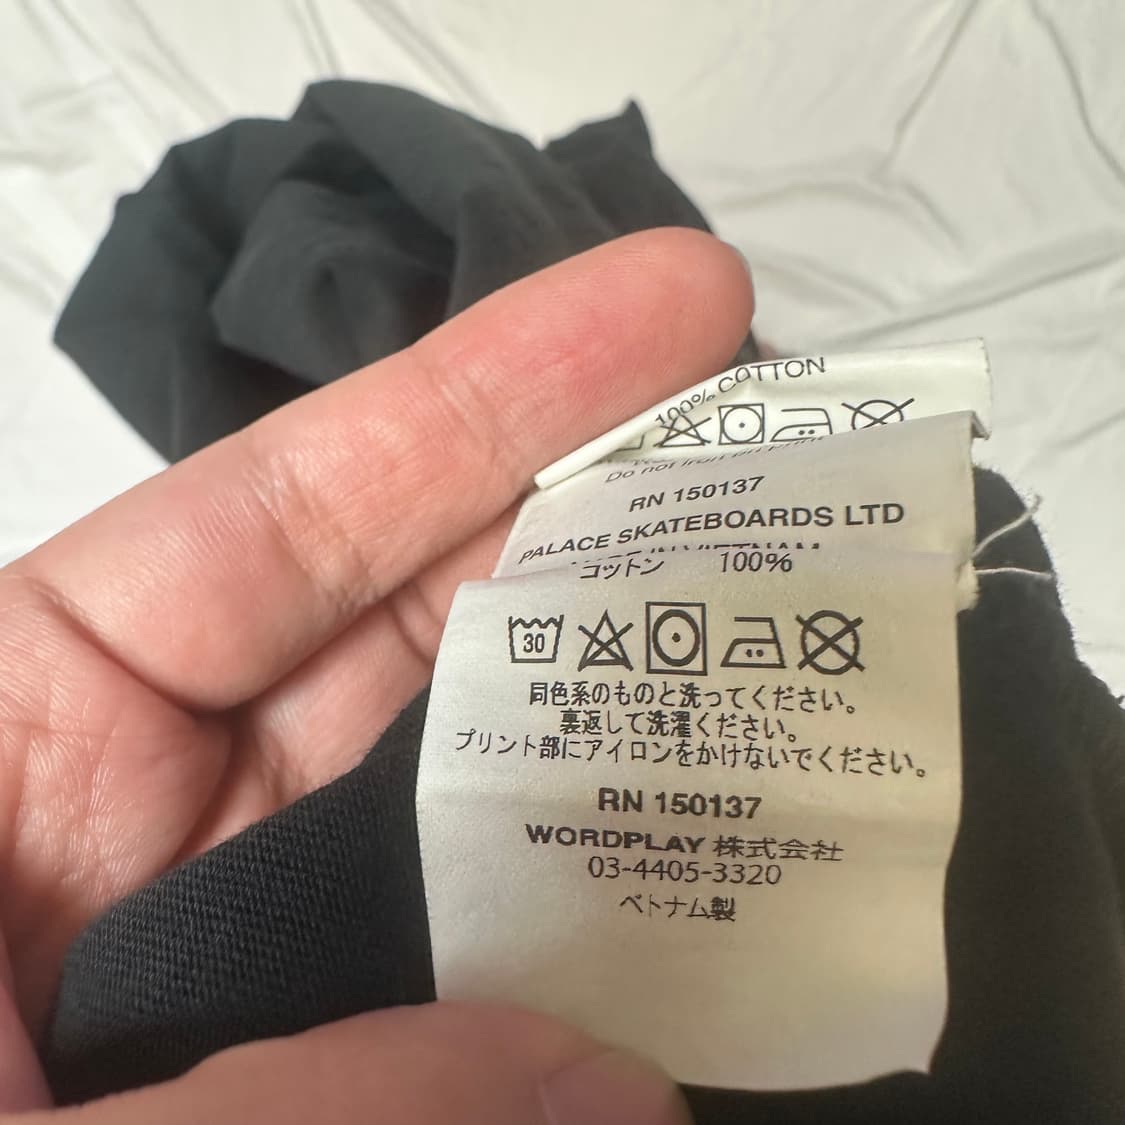 100% COTTON
Do not iron on print
RN 150137
PALACE SKATEBOARDS LTD
MADE IN VIETNAM
コットン 100%
30
同色系のものと洗ってください。
裏返して洗濯ください。
プリント部にアイロンをかけないでください。
RN 150137
WORDPLAY 株式会社
03-4405-3320
ベトナム製